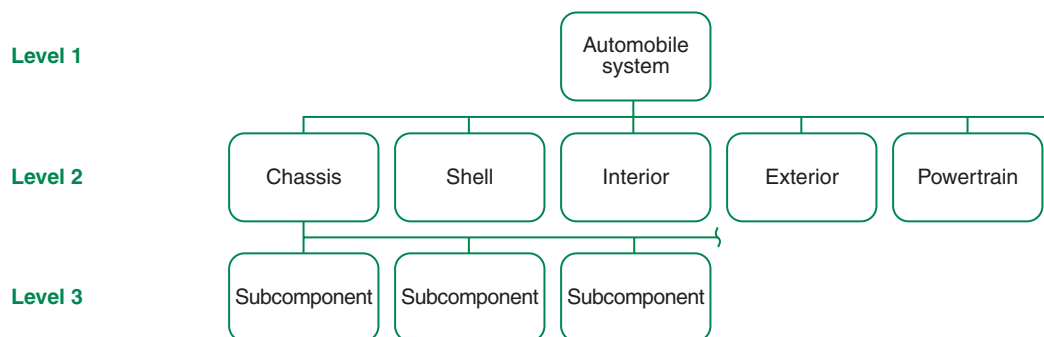 Level 1
Automobile
system
Level 2
Chassis
Shell
Interior
Exterior
Powertrain
Level 3
Subcomponent
Subcomponent
Subcomponent